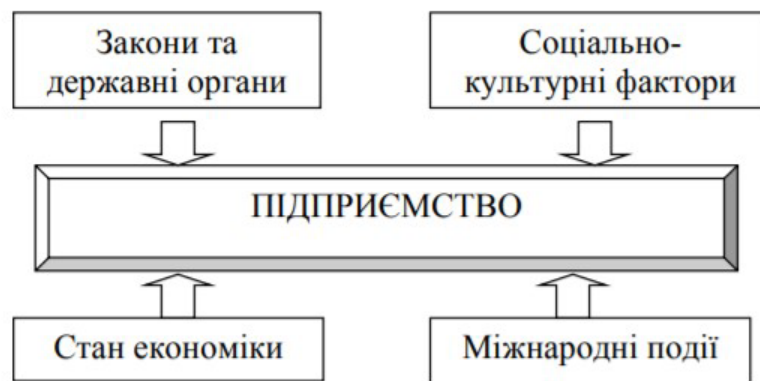 Закони та
державні органи
Соціально-
культурні фактори
ПІДПРИЄМСТВО
Стан економіки
Міжнародні події